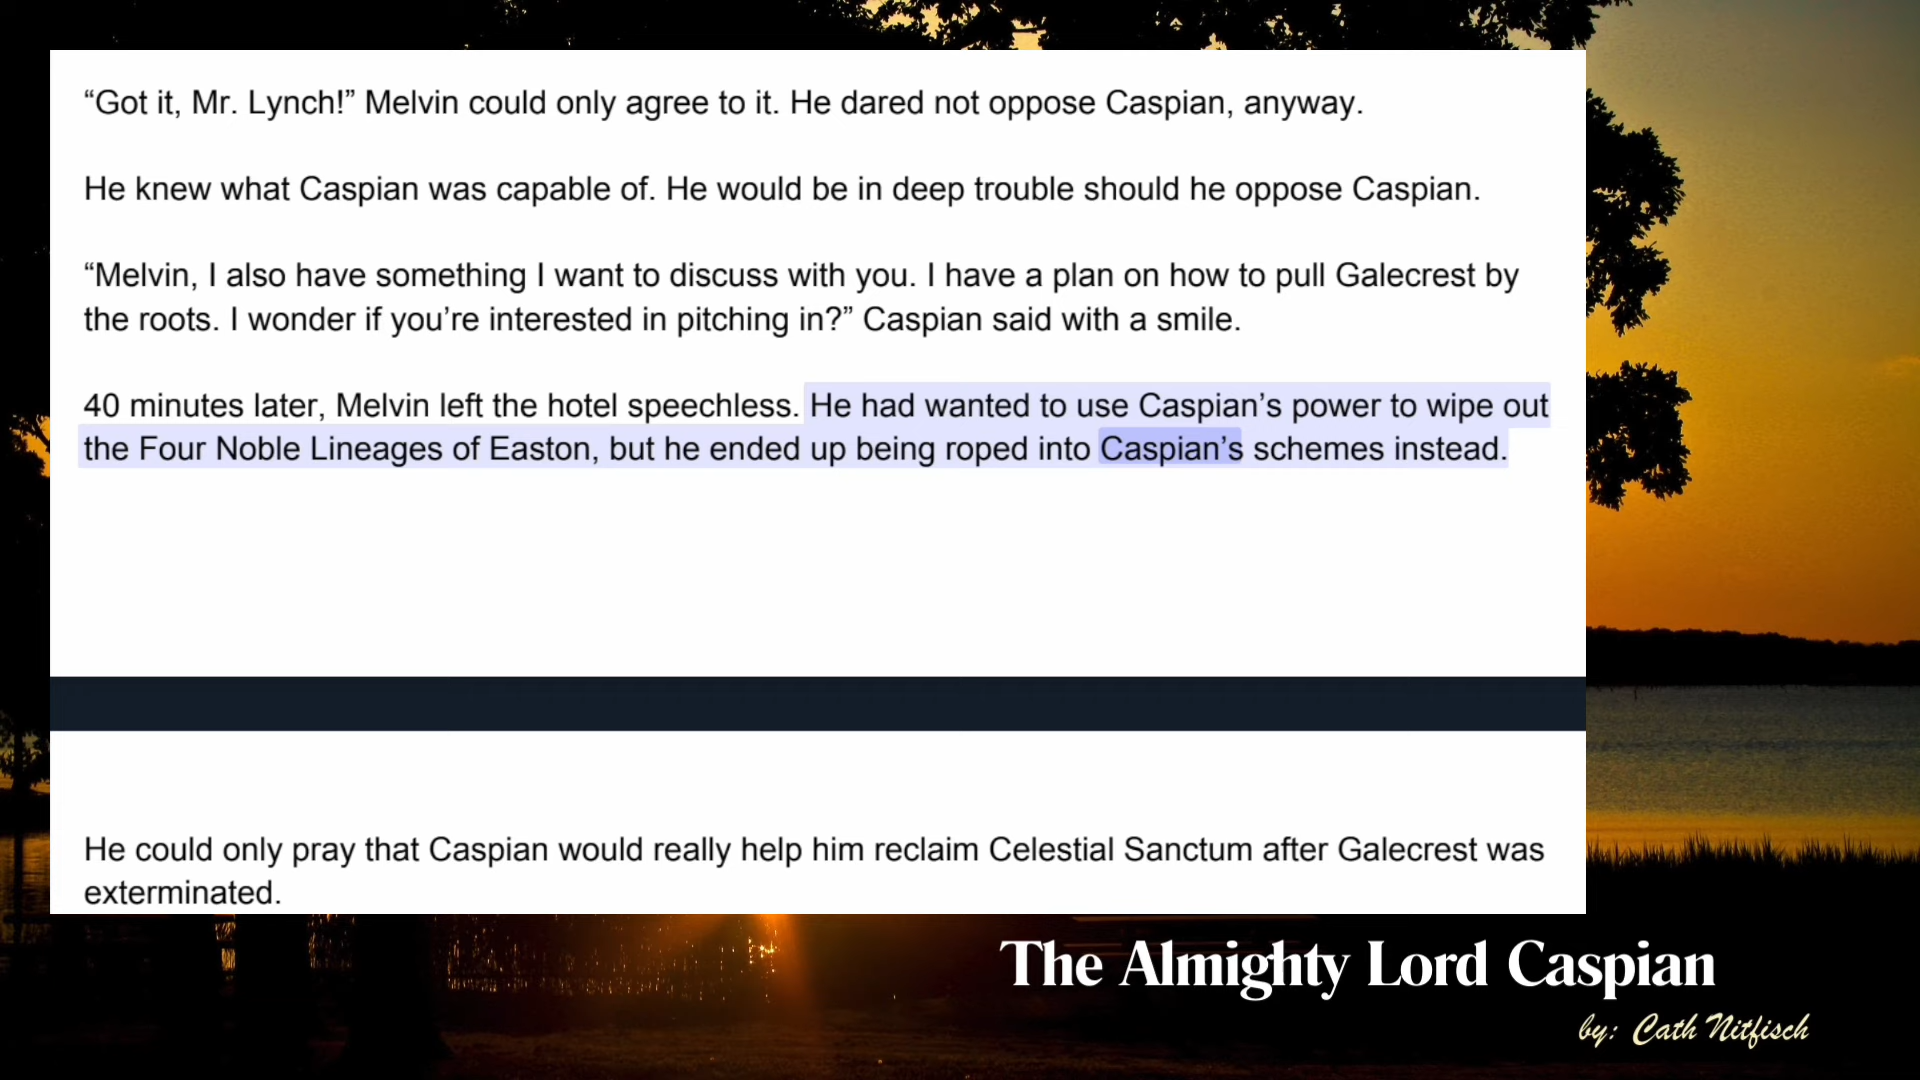 “Got it, Mr. Lynch!” Melvin could only agree to it. He dared not oppose Caspian, anyway.
He knew what Caspian was capable of. He would be in deep trouble should he oppose Caspian.
“Melvin, I also have something I want to discuss with you. I have a plan on how to pull Galecrest by
the roots. I wonder if you’re interested in pitching in?” Caspian said with a smile.
40 minutes later, Melvin left the hotel speechless. He had wanted to use Caspian’s power to wipe out
the Four Noble Lineages of Easton, but he ended up being roped into Caspian’s schemes instead.
He could only pray that Caspian would really help him reclaim Celestial Sanctum after Galecrest was
exterminated.
The Almighty Lord Caspian
by: Cath Nitfisch